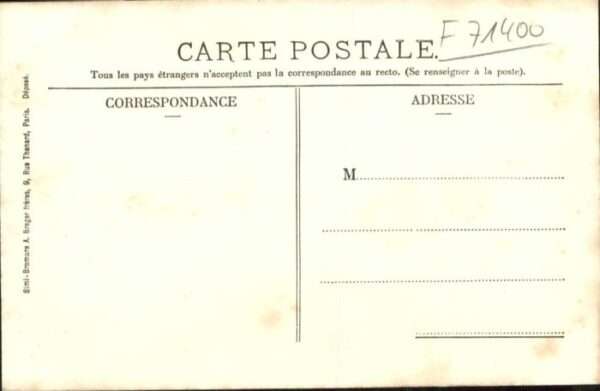 F 71400
CARTE POSTALE.
Tous les pays étrangers n'acceptent pas la correspondance au recto. (Se renseigner à la poste).
CORRESPONDANCE
ADRESSE
M
Simi-Bromure A. Breger frères, 9, Rue Thenard, Paris. Déposé.